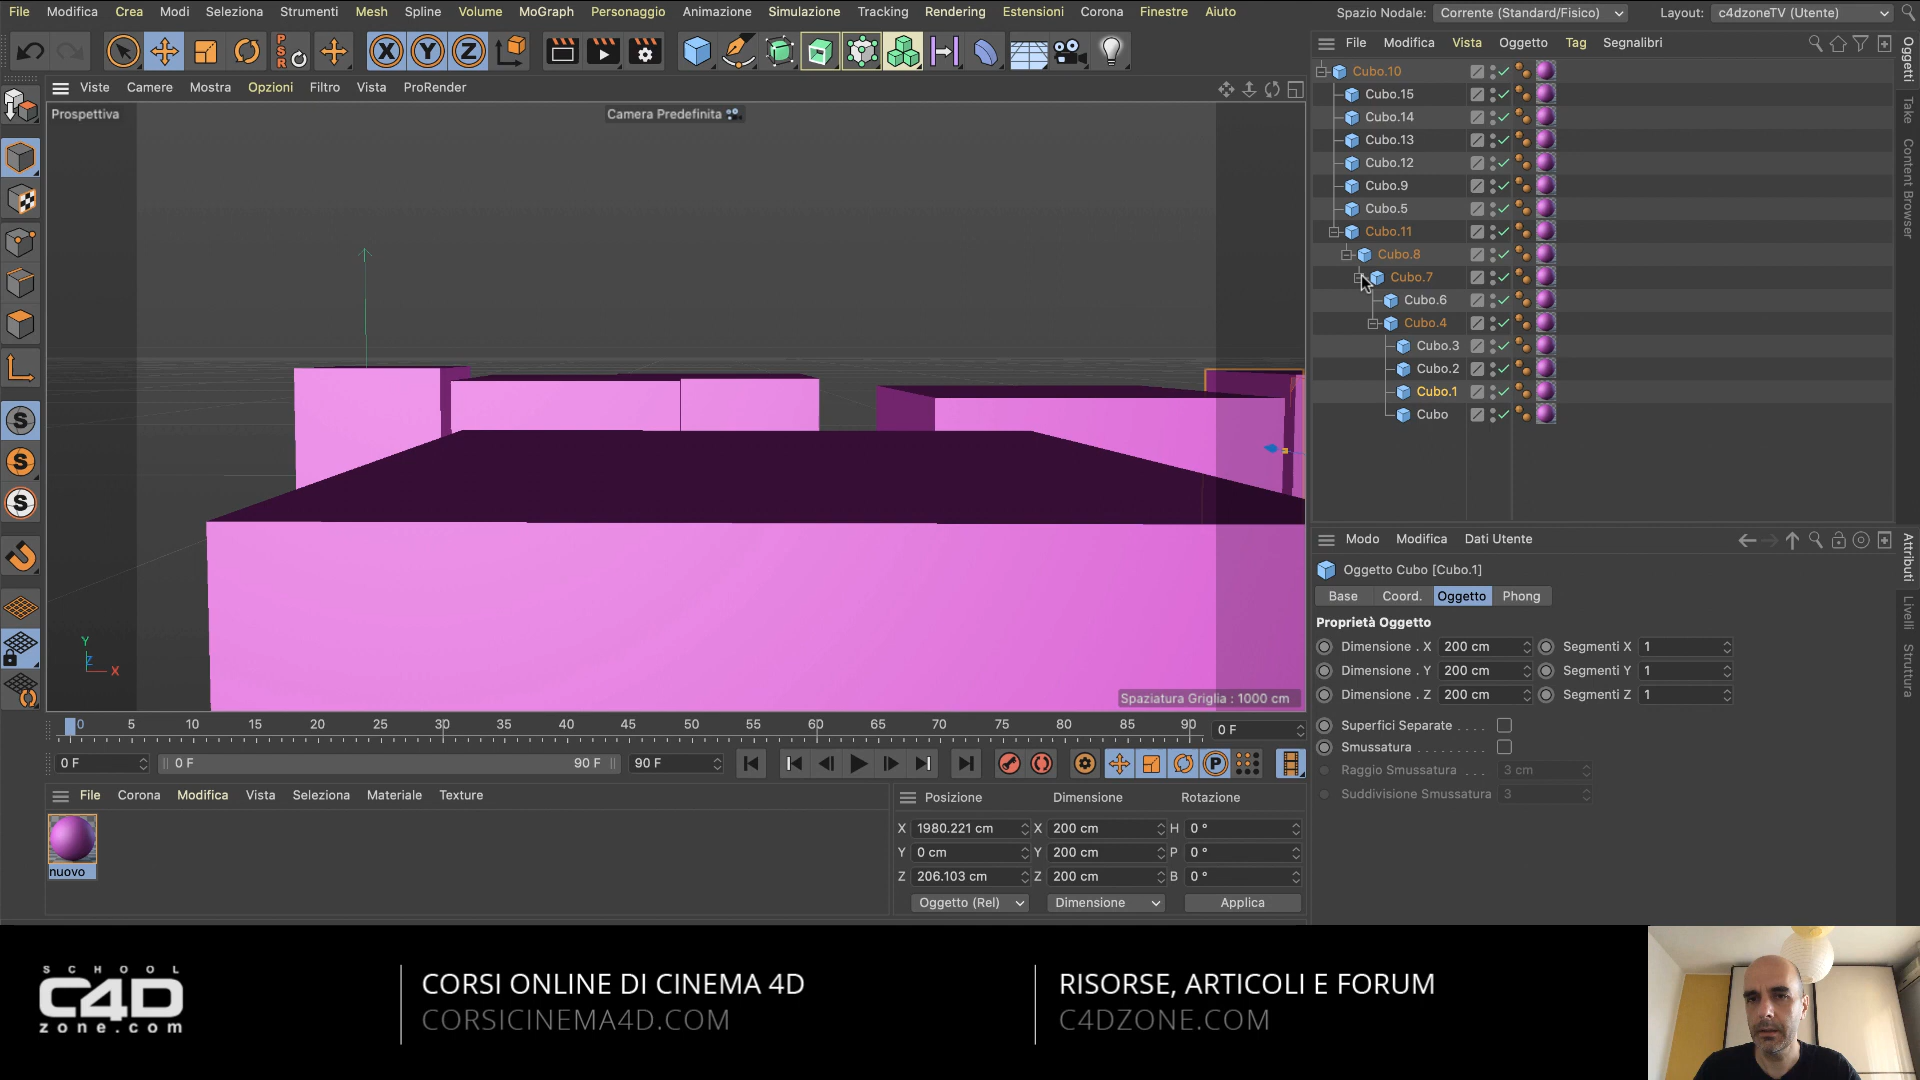 File Modifica Crea Modi Seleziona Strumenti Mesh Spline Volume MoGraph Personaggio Animazione Simulazione Tracking Rendering Estensioni Corona Finestre Aiuto
Spazio Nodale: Corrente (Standard/Fisico) Layout: c4dzoneTV (Utente)
File Modifica Vista Oggetto Tag Segnalibri
Viste Camere Mostra Opzioni Filtro Vista ProRender
Prospettiva
Camera Predefinita
Cubo.10
Cubo.15
Cubo.14
Cubo.13
Cubo.12
Cubo.9
Cubo.5
Cubo.11
Cubo.8
Cubo.7
Cubo.6
Cubo.4
Cubo.3
Cubo.2
Cubo.1
Cubo
Oggetti
Take
Content Browser
X Y Z
PSR
S
S
S
Y
Z
X
Spaziatura Griglia : 1000 cm
0 5 10 15 20 25 30 35 40 45 50 55 60 65 70 75 80 85 90
0 F
0 F 0 F 90 F 90 F
P
File Corona Modifica Vista Seleziona Materiale Texture
nuovo
Posizione Dimensione Rotazione
X 1980.221 cm X 200 cm H 0 °
Y 0 cm Y 200 cm P 0 °
Z 206.103 cm Z 200 cm B 0 °
Oggetto (Rel) Dimensione Applica
Modo Modifica Dati Utente
Oggetto Cubo [Cubo.1]
Base Coord. Oggetto Phong
Proprietà Oggetto
Dimensione . X 200 cm Segmenti X 1
Dimensione . Y 200 cm Segmenti Y 1
Dimensione . Z 200 cm Segmenti Z 1
Superfici Separate . . . .
Smussatura . . . . . . . . .
Raggio Smussatura . . . 3 cm
Suddivisione Smussatura 3
Attributi
Livelli
Struttura
SCHOOL
C4D
zone.com
CORSI ONLINE DI CINEMA 4D
CORSICINEMA4D.COM
RISORSE, ARTICOLI E FORUM
C4DZONE.COM